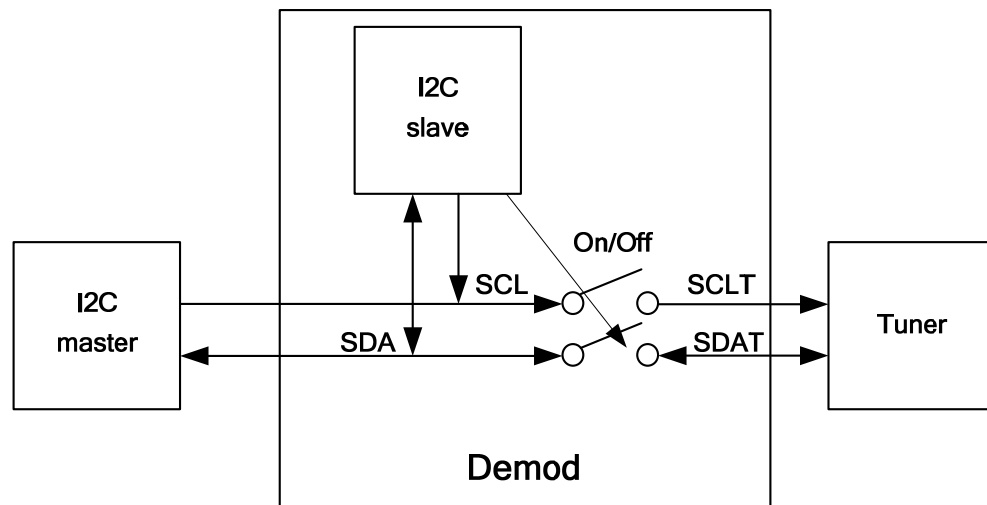 I2C
slave
On/Off
I2C
master
SCL
SCLT
SDA
SDAT
Tuner
Demod